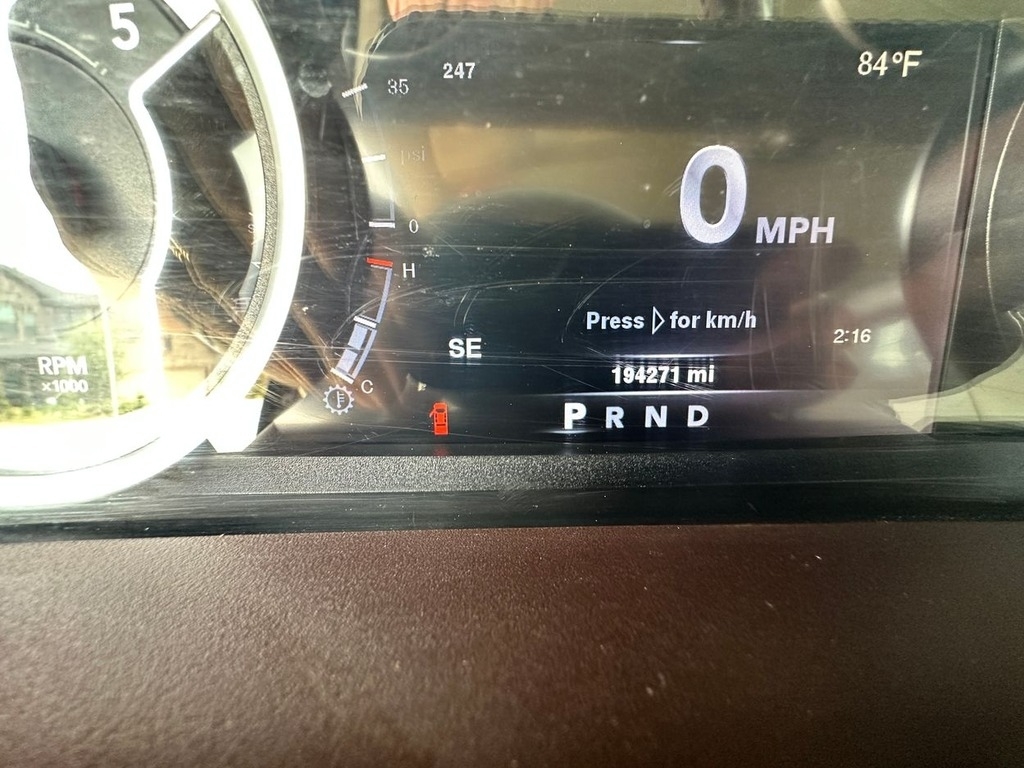 5
247
84°F
35
psi
0 MPH
0
H
Press ▷ for km/h
2:16
SE
RPM
x1000
194271 mi
C
P R N D